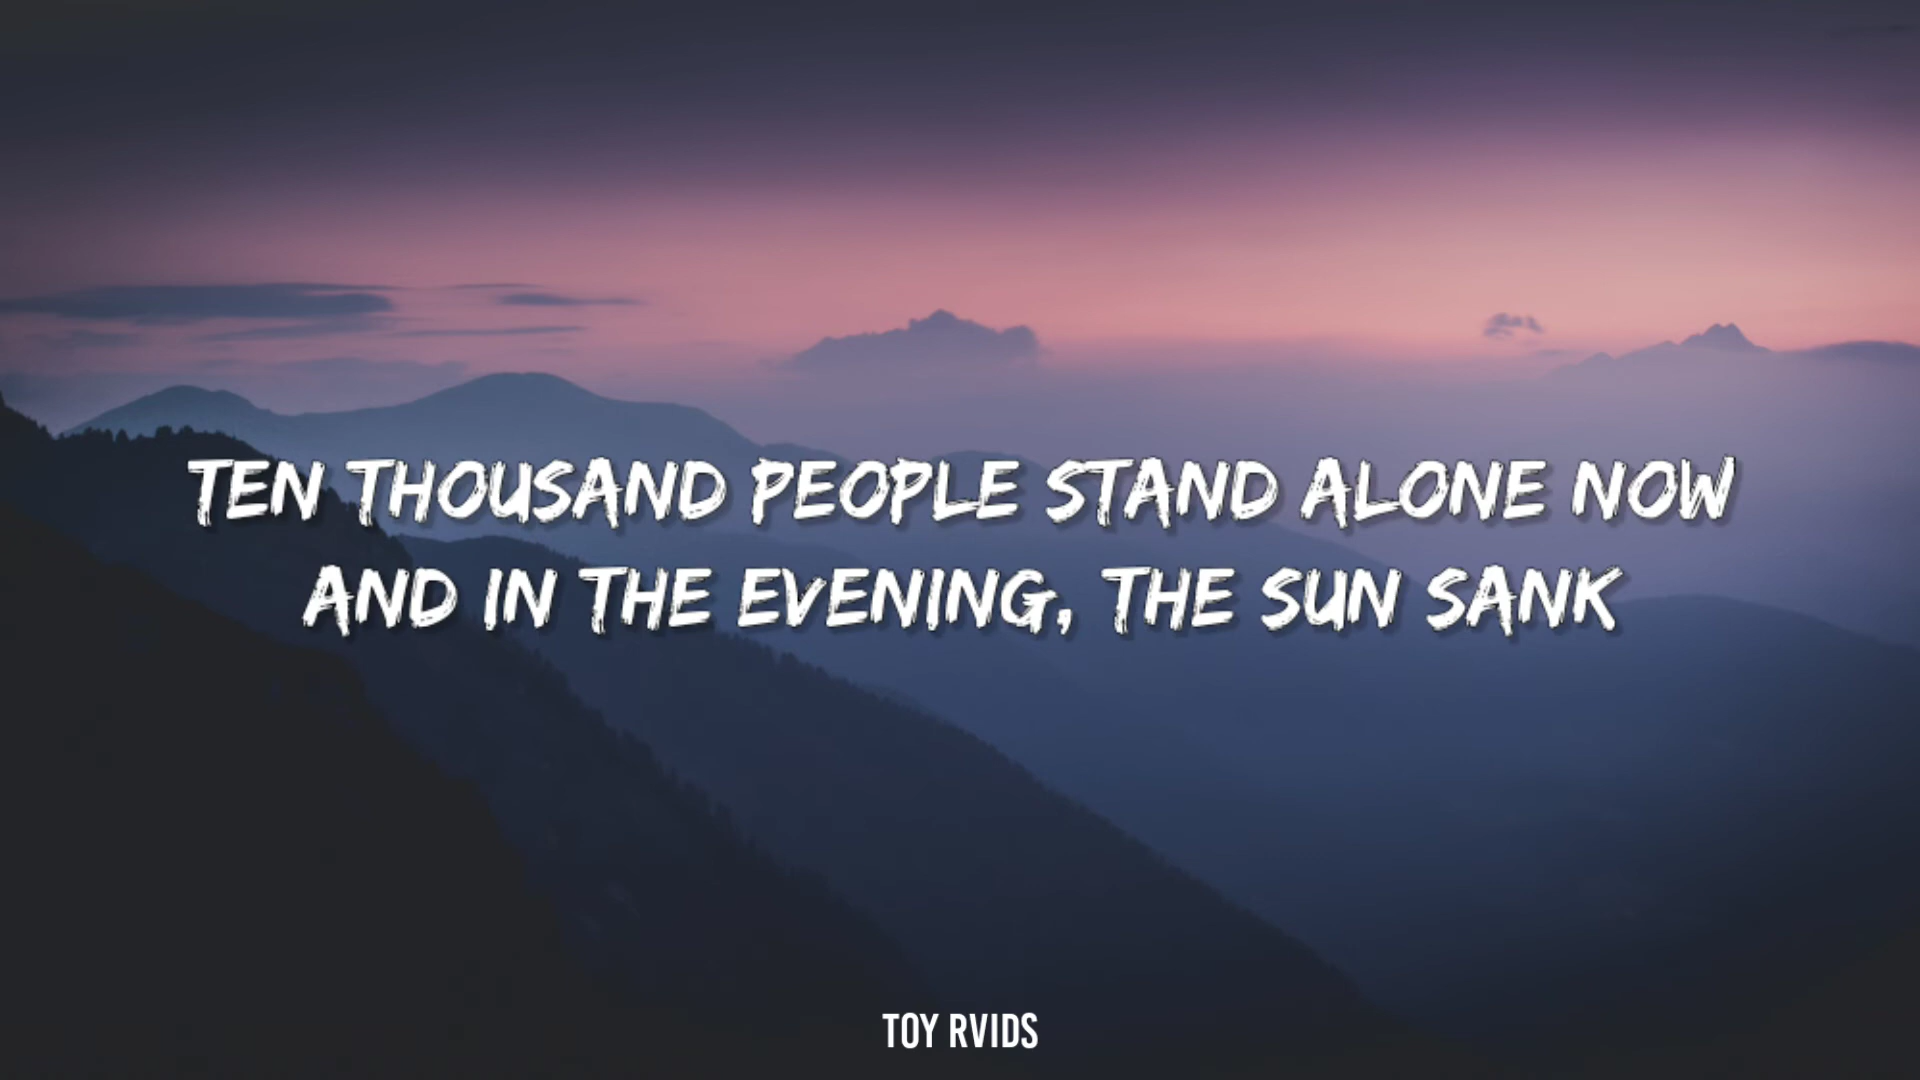 TEN THOUSAND PEOPLE STAND ALONE NOW
AND IN THE EVENING, THE SUN SANK
TOY RVIDS